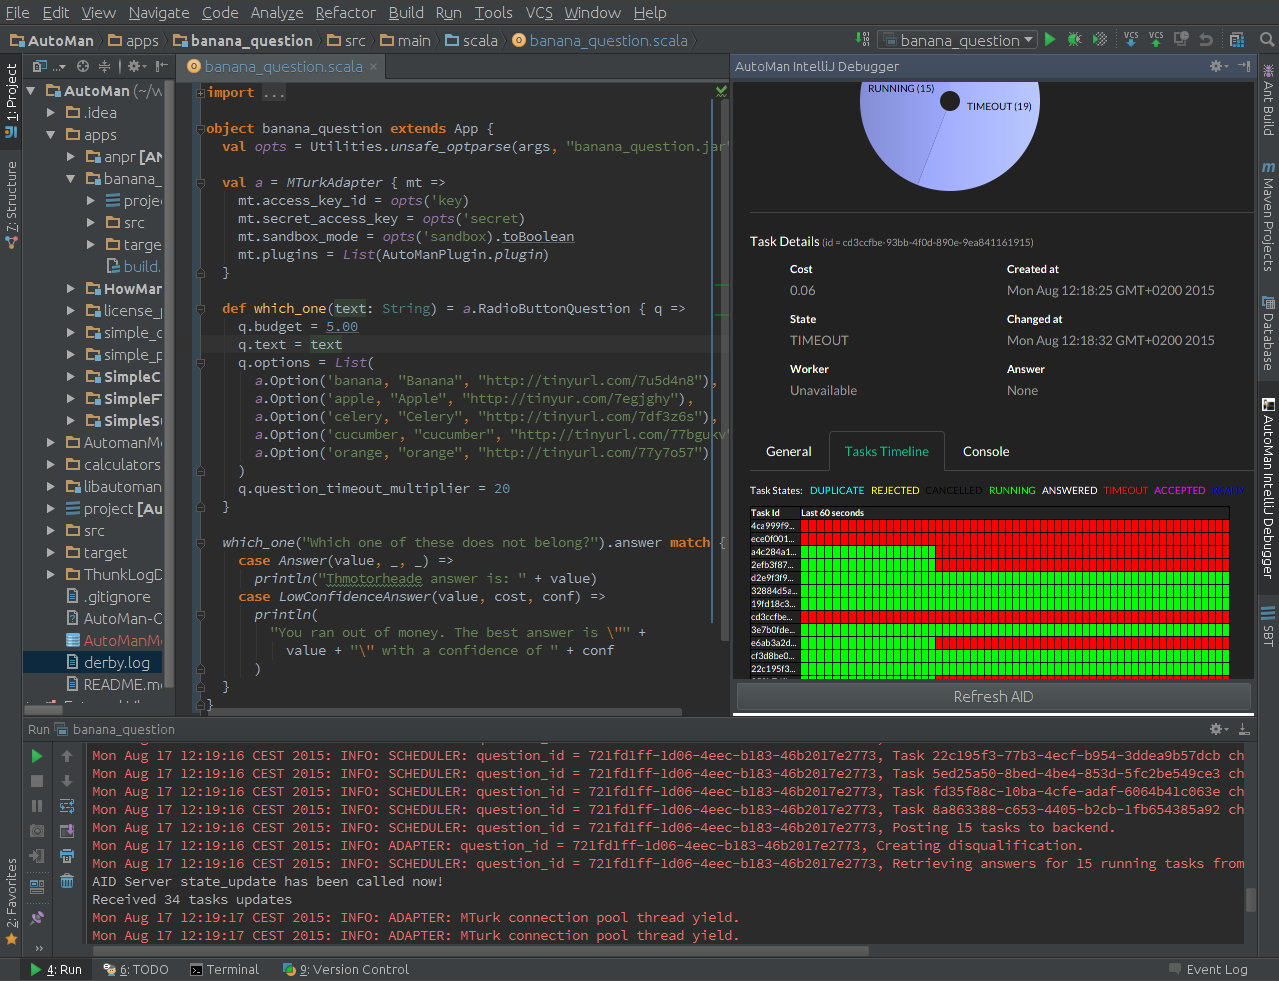 File Edit View Navigate Code Analyze Refactor Build Run Tools VCS Window Help
AutoMan apps banana_question src main scala banana_question.scala
banana_question
VCS VCS
1: Project
7: Structure
2: Favorites
AutoMan (~/w
.idea
apps
anpr [AN
banana_
projec
src
targe
build.
HowMan
license_p
simple_c
simple_p
SimpleC
SimpleF
SimpleS
AutomanMo
calculators
libautoman
project [Au
src
target
ThunkLogD
.gitignore
AutoMan-C
AutoManMo
derby.log
README.m
banana_question.scala
import ...
object banana_question extends App {
val opts = Utilities.unsafe_optparse(args, "banana_question.jar"
val a = MTurkAdapter { mt =>
mt.access_key_id = opts('key)
mt.secret_access_key = opts('secret)
mt.sandbox_mode = opts('sandbox).toBoolean
mt.plugins = List(AutoManPlugin.plugin)
}
def which_one(text: String) = a.RadioButtonQuestion { q =>
q.budget = 5.00
q.text = text
q.options = List(
a.Option('banana, "Banana", "http://tinyurl.com/7u5d4n8"),
a.Option('apple, "Apple", "http://tinyur.com/7egjghy"),
a.Option('celery, "Celery", "http://tinyurl.com/7df3z6s"),
a.Option('cucumber, "cucumber", "http://tinyurl.com/77bgukv"
a.Option('orange, "orange", "http://tinyurl.com/77y7o57")
)
q.question_timeout_multiplier = 20
}
which_one("Which one of these does not belong?").answer match {
case Answer(value, _, _) =>
println("Thmotorheade answer is: " + value)
case LowConfidenceAnswer(value, cost, conf) =>
println(
"You ran out of money. The best answer is \"" +
value + "\" with a confidence of " + conf
)
}
}
AutoMan IntelliJ Debugger
RUNNING (15)
TIMEOUT (19)
Task Details (id = cd3ccfbe-93bb-4f0d-890e-9ea841161915)
Cost Created at
0.06 Mon Aug 12:18:25 GMT+0200 2015
State Changed at
TIMEOUT Mon Aug 12:18:32 GMT+0200 2015
Worker Answer
Unavailable None
General Tasks Timeline Console
Task States: DUPLICATE REJECTED CANCELLED RUNNING ANSWERED TIMEOUT ACCEPTED
Task Id Last 60 seconds
4ca999f9...
ece0f001...
a4c284a1...
2efb3f87...
d2e9f3f9...
32884d5a...
19fd18c3...
cd3ccfbe...
3e7b0fde...
e6ab3a2d...
cf3d8be0...
22c195f3...
Refresh AID
Ant Build
Maven Projects
Database
AutoMan IntelliJ Debugger
SBT
Run banana_question
Mon Aug 17 12:19:16 CEST 2015: INFO: SCHEDULER: question_id = 721fd1ff-1d06-4eec-b183-46b2017e2773, Task 22c195f3-77b3-4ecf-b954-3ddea9b57dcb ch
Mon Aug 17 12:19:16 CEST 2015: INFO: SCHEDULER: question_id = 721fd1ff-1d06-4eec-b183-46b2017e2773, Task 5ed25a50-8bed-4be4-853d-5fc2be549ce3 ch
Mon Aug 17 12:19:16 CEST 2015: INFO: SCHEDULER: question_id = 721fd1ff-1d06-4eec-b183-46b2017e2773, Task fd35f88c-10ba-4cfe-adaf-6064b41c063e ch
Mon Aug 17 12:19:16 CEST 2015: INFO: SCHEDULER: question_id = 721fd1ff-1d06-4eec-b183-46b2017e2773, Task 8a863388-c653-4405-b2cb-1fb654385a92 ch
Mon Aug 17 12:19:16 CEST 2015: INFO: SCHEDULER: question_id = 721fd1ff-1d06-4eec-b183-46b2017e2773, Posting 15 tasks to backend.
Mon Aug 17 12:19:16 CEST 2015: INFO: ADAPTER: question_id = 721fd1ff-1d06-4eec-b183-46b2017e2773, Creating disqualification.
Mon Aug 17 12:19:16 CEST 2015: INFO: SCHEDULER: question_id = 721fd1ff-1d06-4eec-b183-46b2017e2773, Retrieving answers for 15 running tasks from
AID Server state_update has been called now!
Received 34 tasks updates
Mon Aug 17 12:19:17 CEST 2015: INFO: ADAPTER: MTurk connection pool thread yield.
Mon Aug 17 12:19:17 CEST 2015: INFO: ADAPTER: MTurk connection pool thread yield.
4: Run 6: TODO Terminal 9: Version Control Event Log